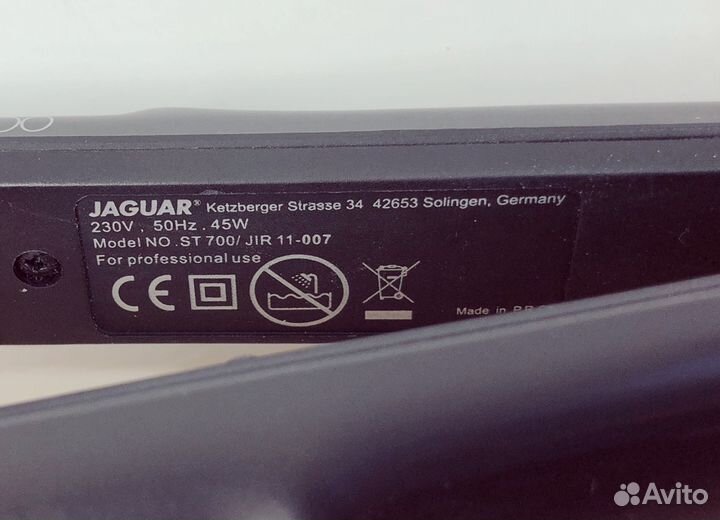 JAGUAR® Ketzberger Strasse 34 42653 Solingen, Germany
230V . 50Hz . 45W
Model NO .ST 700/ JIR 11-007
For professional use
CE
Made in
Avito